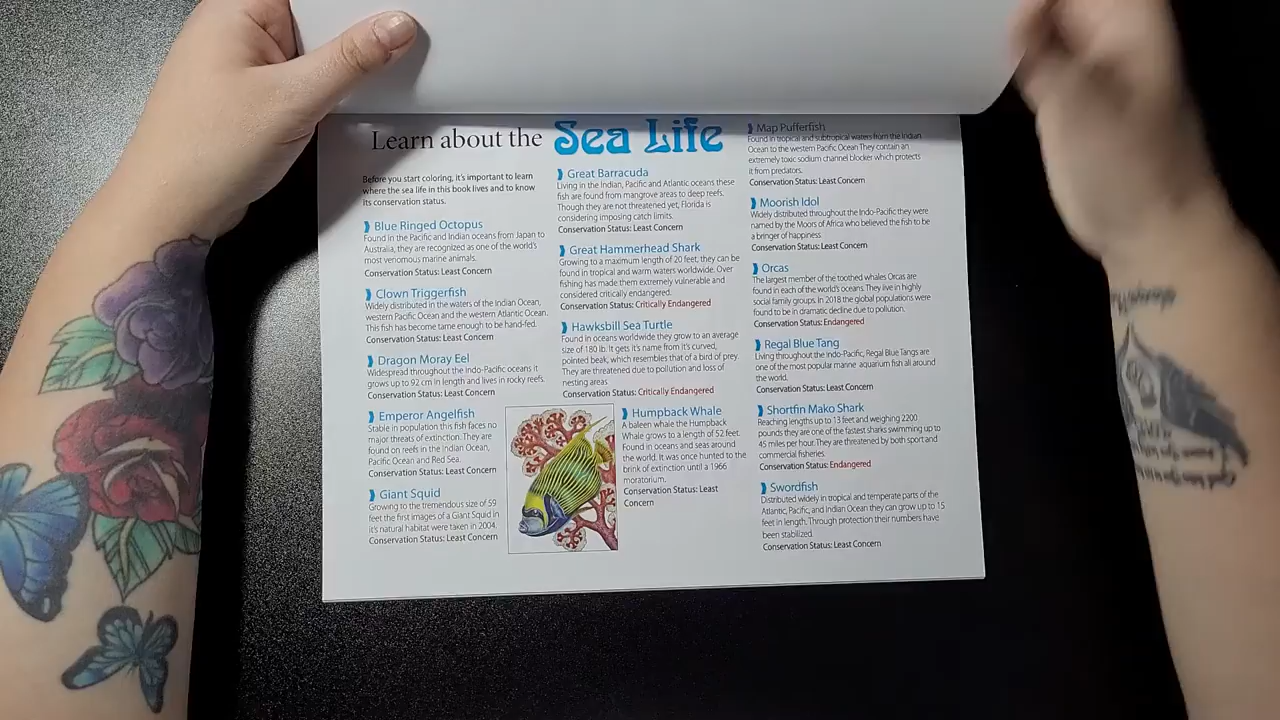 Learn about the Sea Life
Before you start coloring, it's important to learn
where the sea life in this book lives and to know
its conservation status.
Blue Ringed Octopus
Found in the Pacific and Indian oceans from Japan to
Australia, they are recognized as one of the world's
most venomous marine animals.
Conservation Status: Least Concern
Clown Triggerfish
Widely distributed in the waters of the Indian Ocean,
western Pacific Ocean and the western Atlantic Ocean.
This fish has become tame enough to be hand-fed.
Conservation Status: Least Concern
Dragon Moray Eel
Widespread throughout the Indo-Pacific oceans it
grows up to 92 cm in length and lives in rocky reefs.
Conservation Status: Least Concern
Emperor Angelfish
Stable in population this fish faces no
major threats of extinction. They are
found on reefs in the Indian Ocean,
Pacific Ocean and Red Sea.
Conservation Status: Least Concern
Giant Squid
Growing to the tremendous size of 59
feet the first images of a Giant Squid in
it's natural habitat were taken in 2004.
Conservation Status: Least Concern
Great Barracuda
Living in the Indian, Pacific and Atlantic oceans these
fish are found from mangrove areas to deep reefs.
Though they are not threatened yet, Florida is
considering imposing catch limits.
Conservation Status: Least Concern
Great Hammerhead Shark
Growing to a maximum length of 20 feet, they can be
found in tropical and warm waters worldwide. Over
fishing has made them extremely vulnerable and
considered critically endangered.
Conservation Status: Critically Endangered
Hawksbill Sea Turtle
Found in oceans worldwide they grow to an average
size of 180 lb. It gets it's name from it's curved,
pointed beak, which resembles that of a bird of prey.
They are threatened due to pollution and loss of
nesting areas.
Conservation Status: Critically Endangered
Humpback Whale
A baleen whale the Humpback
Whale grows to a length of 52 feet.
Found in oceans and seas around
the world. It was once hunted to the
brink of extinction until a 1966
moratorium.
Conservation Status: Least
Concern
Map Pufferfish
Found in tropical and subtropical waters from the Indian
Ocean to the western Pacific Ocean They contain an
extremely toxic sodium channel blocker which protects
it from predators.
Conservation Status: Least Concern
Moorish Idol
Widely distributed throughout the Indo-Pacific they were
named by the Moors of Africa who believed the fish to be
a bringer of happiness.
Conservation Status: Least Concern
Orcas
The largest member of the toothed whales Orcas are
found in each of the world's oceans. They live in highly
social family groups. In 2018 the global populations were
found to be in dramatic decline due to pollution.
Conservation Status: Endangered
Regal Blue Tang
Living throughout the Indo-Pacific, Regal Blue Tangs are
one of the most popular marine aquarium fish all around
the world.
Conservation Status: Least Concern
Shortfin Mako Shark
Reaching lengths up to 13 feet and weighing 2200
pounds they are one of the fastest sharks swimming up to
45 miles per hour. They are threatened by both sport and
commercial fisheries.
Conservation Status: Endangered
Swordfish
Distributed widely in tropical and temperate parts of the
Atlantic, Pacific, and Indian Ocean they can grow up to 15
feet in length. Through protection their numbers have
been stabilized.
Conservation Status: Least Concern